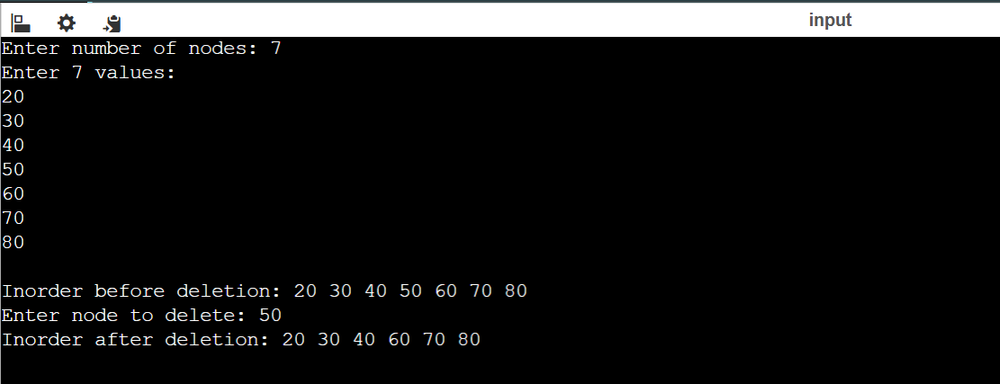 input
Enter number of nodes: 7
Enter 7 values:
20
30
40
50
60
70
80
Inorder before deletion: 20 30 40 50 60 70 80
Enter node to delete: 50
Inorder after deletion: 20 30 40 60 70 80